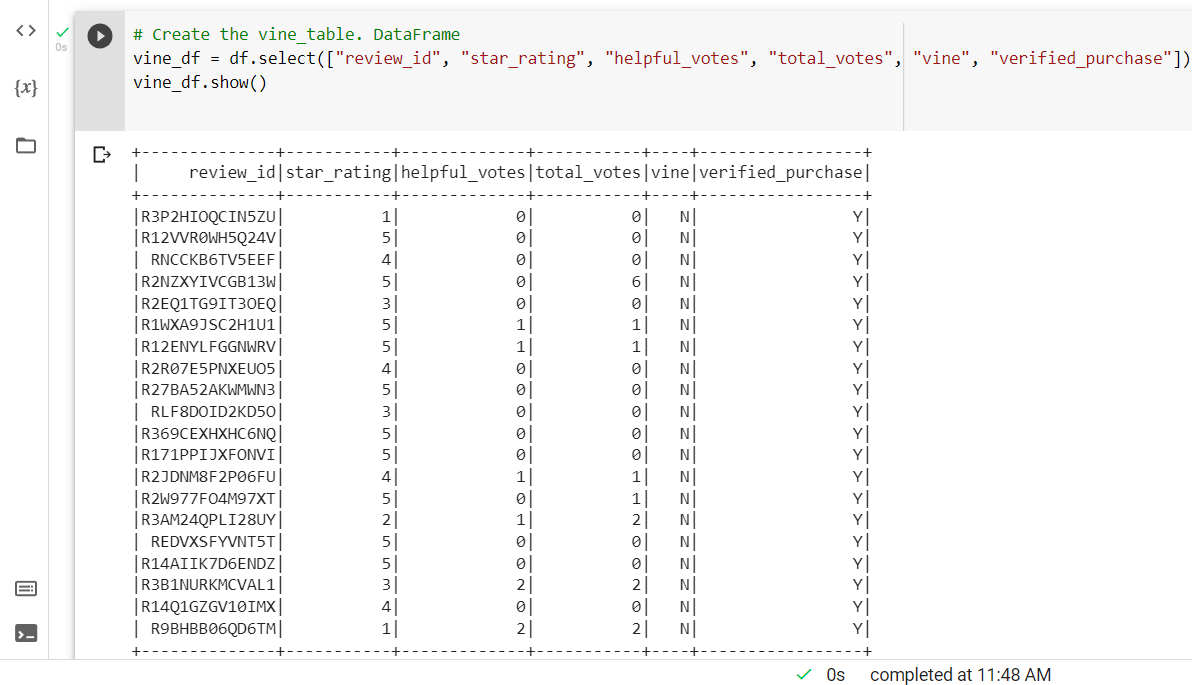 # Create the vine_table. DataFrame
0s
vine_df = df.select(["review_id", "star_rating", "helpful_votes", "total_votes", "vine", "verified_purchase"])
vine_df.show()
{x}
+--------------+-----------+-------------+-----------+----+-----------------+
|     review_id|star_rating|helpful_votes|total_votes|vine|verified_purchase|
+--------------+-----------+-------------+-----------+----+-----------------+
|R3P2HIOQCIN5ZU|          1|            0|          0|   N|                Y|
|R12VVR0WH5Q24V|          5|            0|          0|   N|                Y|
| RNCCKB6TV5EEF|          4|            0|          0|   N|                Y|
|R2NZXYIVCGB13W|          5|            0|          6|   N|                Y|
|R2EQ1TG9IT3OEQ|          3|            0|          0|   N|                Y|
|R1WXA9JSC2H1U1|          5|            1|          1|   N|                Y|
|R12ENYLFGGNWRV|          5|            1|          1|   N|                Y|
|R2R07E5PNXEUO5|          4|            0|          0|   N|                Y|
|R27BA52AKWMWN3|          5|            0|          0|   N|                Y|
| RLF8DOID2KD5O|          3|            0|          0|   N|                Y|
|R369CEXHXHC6NQ|          5|            0|          0|   N|                Y|
|R171PPIJXFONVI|          5|            0|          0|   N|                Y|
|R2JDNM8F2P06FU|          4|            1|          1|   N|                Y|
|R2W977FO4M97XT|          5|            0|          1|   N|                Y|
|R3AM24QPLI28UY|          2|            1|          2|   N|                Y|
| REDVXSFYVNT5T|          5|            0|          0|   N|                Y|
|R14AIIK7D6ENDZ|          5|            0|          0|   N|                Y|
|R3B1NURKMCVAL1|          3|            2|          2|   N|                Y|
|R14Q1GZGV10IMX|          4|            0|          0|   N|                Y|
| R9BHBB06QD6TM|          1|            2|          2|   N|                Y|
+--------------+-----------+-------------+-----------+----+-----------------+
0s completed at 11:48 AM